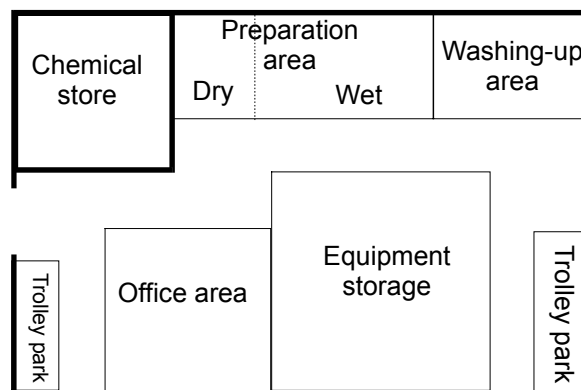 Chemical
store
Preparation
area
Dry
Wet
Washing-up
area
Trolley park
Office area
Equipment
storage
Trolley park